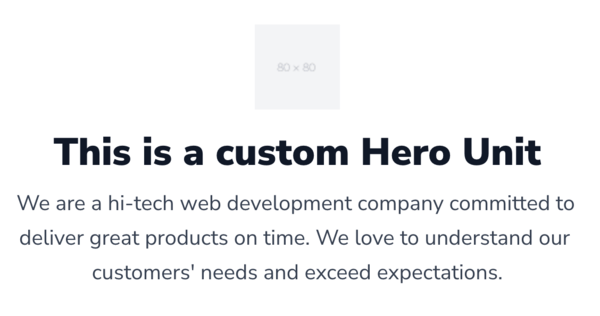 80 × 80
This is a custom Hero Unit
We are a hi-tech web development company committed to
deliver great products on time. We love to understand our
customers' needs and exceed expectations.